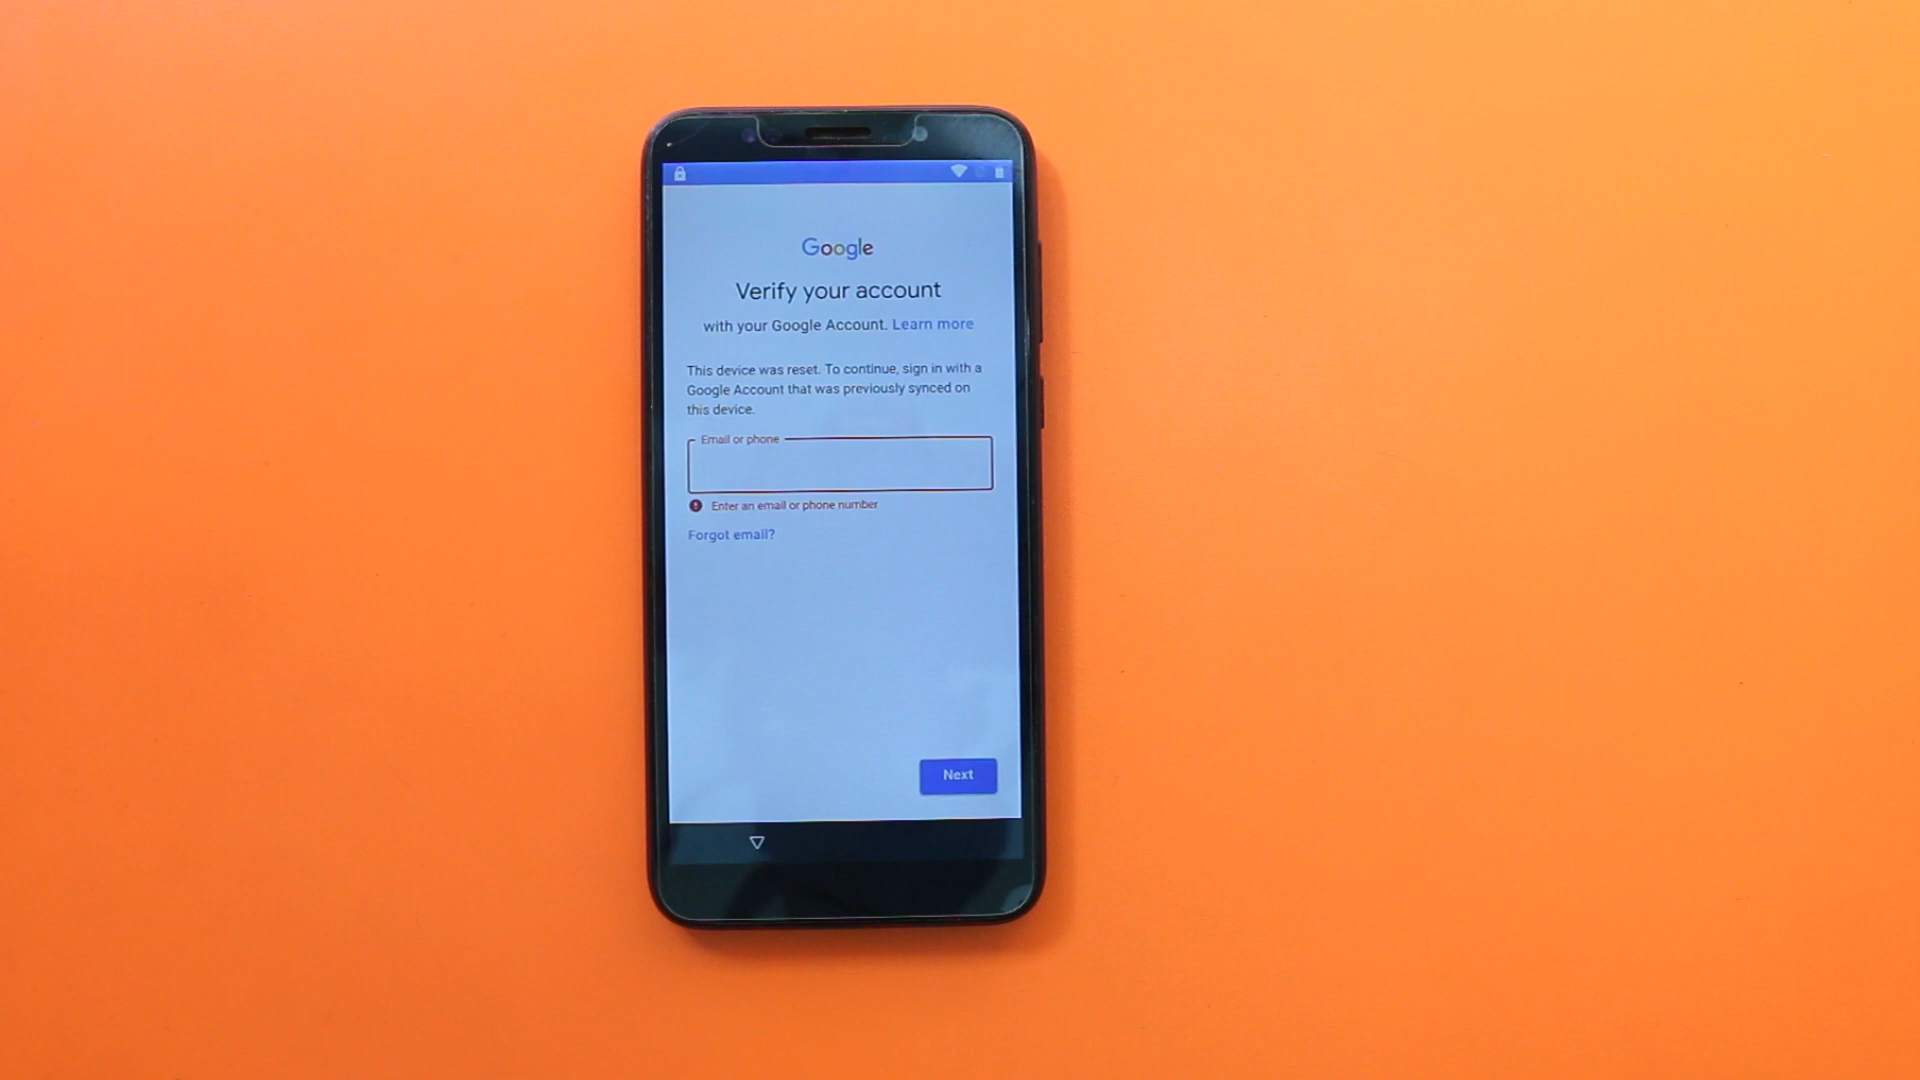 Google
Verify your account
with your Google Account. Learn more
This device was reset. To continue, sign in with a
Google Account that was previously synced on
this device.
Email or phone
Enter an email or phone number
Forgot email?
Next